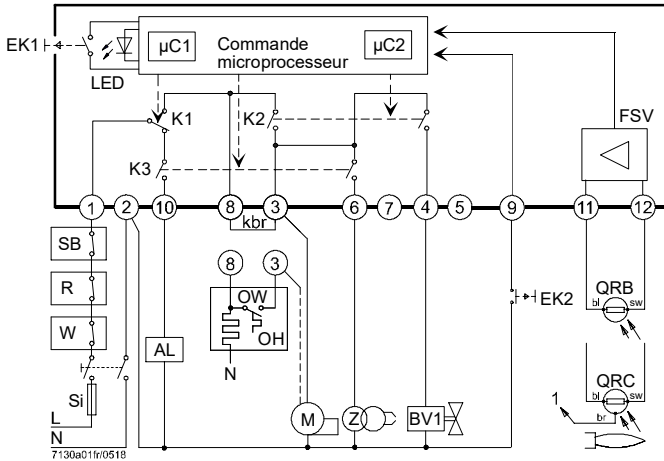 EK1
LED
µC1
Commande
microprocesseur
µC2
FSV
K1
K2
K3
1
2
10
8
3
6
7
4
5
9
11
12
kbr
SB
R
W
Si
L
N
7130a01fr/0518
AL
8
3
OW
OH
N
M
Z
BV1
EK2
QRB
bl
sw
QRC
bl
sw
br
1